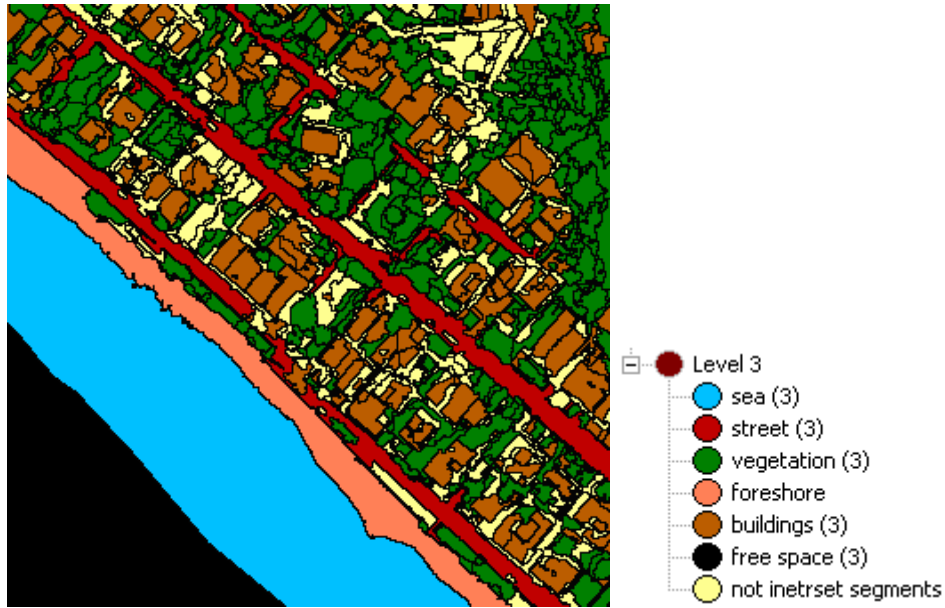 Level 3
sea (3)
street (3)
vegetation (3)
foreshore
buildings (3)
free space (3)
not inetrset segments